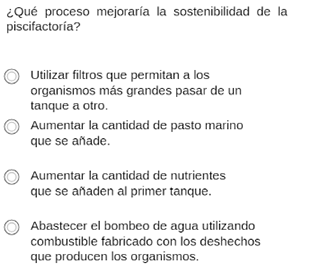 ¿Qué proceso mejoraría la sostenibilidad de la
piscifactoría?
Utilizar filtros que permitan a los
organismos más grandes pasar de un
tanque a otro.
Aumentar la cantidad de pasto marino
que se añade.
Aumentar la cantidad de nutrientes
que se añaden al primer tanque.
Abastecer el bombeo de agua utilizando
combustible fabricado con los deshechos
que producen los organismos.